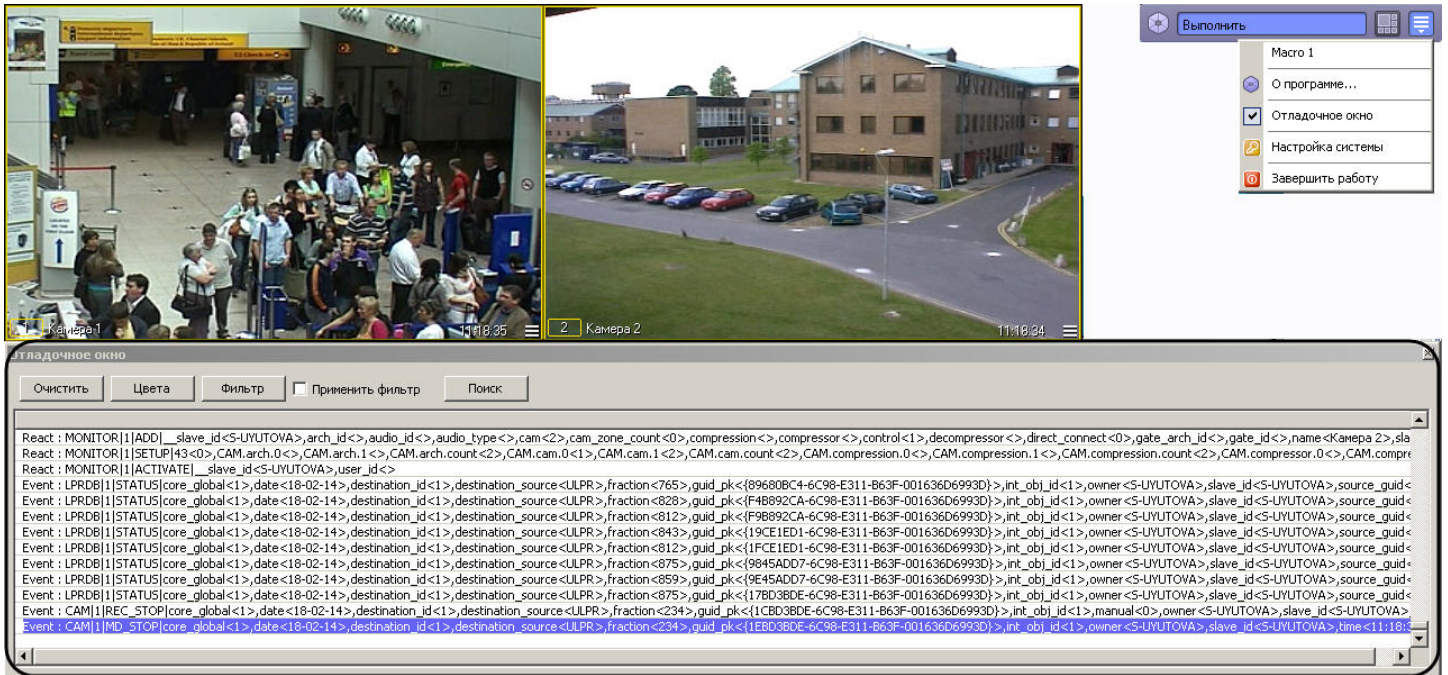 Domestic departures
International departures
T2 Check-in
Emergency
1 Камера 1 11:18:35
2 Камера 2 11:18:34
Выполнить
Macro 1
О программе...
Отладочное окно
Настройка системы
Завершить работу
Отладочное окно
Очистить Цвета Фильтр Применить фильтр Поиск
React : MONITOR|1|ADD|__slave_id<S-UYUTOVA>,arch_id<>,audio_id<>,audio_type<>,cam<2>,cam_zone_count<0>,compression<>,compressor<>,control<1>,decompressor<>,direct_connect<0>,gate_arch_id<>,gate_id<>,name<Камера 2>,sla
React : MONITOR|1|SETUP|43<0>,CAM.arch.0<>,CAM.arch.1<>,CAM.arch.count<2>,CAM.cam.0<1>,CAM.cam.1<2>,CAM.cam.count<2>,CAM.compression.0<>,CAM.compression.1<>,CAM.compression.count<2>,CAM.compressor.0<>,CAM.compre
React : MONITOR|1|ACTIVATE|__slave_id<S-UYUTOVA>,user_id<>
Event : LPRDB|1|STATUS|core_global<1>,date<18-02-14>,destination_id<1>,destination_source<ULPR>,fraction<765>,guid_pk<{89680BC4-6C98-E311-B63F-001636D6993D}>,int_obj_id<1>,owner<S-UYUTOVA>,slave_id<S-UYUTOVA>,source_guid<
Event : LPRDB|1|STATUS|core_global<1>,date<18-02-14>,destination_id<1>,destination_source<ULPR>,fraction<828>,guid_pk<{F4B892CA-6C98-E311-B63F-001636D6993D}>,int_obj_id<1>,owner<S-UYUTOVA>,slave_id<S-UYUTOVA>,source_guid<
Event : LPRDB|1|STATUS|core_global<1>,date<18-02-14>,destination_id<1>,destination_source<ULPR>,fraction<812>,guid_pk<{F9B892CA-6C98-E311-B63F-001636D6993D}>,int_obj_id<1>,owner<S-UYUTOVA>,slave_id<S-UYUTOVA>,source_guid<
Event : LPRDB|1|STATUS|core_global<1>,date<18-02-14>,destination_id<1>,destination_source<ULPR>,fraction<843>,guid_pk<{19CE1ED1-6C98-E311-B63F-001636D6993D}>,int_obj_id<1>,owner<S-UYUTOVA>,slave_id<S-UYUTOVA>,source_guid<
Event : LPRDB|1|STATUS|core_global<1>,date<18-02-14>,destination_id<1>,destination_source<ULPR>,fraction<812>,guid_pk<{1FCE1ED1-6C98-E311-B63F-001636D6993D}>,int_obj_id<1>,owner<S-UYUTOVA>,slave_id<S-UYUTOVA>,source_guid<
Event : LPRDB|1|STATUS|core_global<1>,date<18-02-14>,destination_id<1>,destination_source<ULPR>,fraction<875>,guid_pk<{9845ADD7-6C98-E311-B63F-001636D6993D}>,int_obj_id<1>,owner<S-UYUTOVA>,slave_id<S-UYUTOVA>,source_guid<
Event : LPRDB|1|STATUS|core_global<1>,date<18-02-14>,destination_id<1>,destination_source<ULPR>,fraction<859>,guid_pk<{9E45ADD7-6C98-E311-B63F-001636D6993D}>,int_obj_id<1>,owner<S-UYUTOVA>,slave_id<S-UYUTOVA>,source_guid<
Event : LPRDB|1|STATUS|core_global<1>,date<18-02-14>,destination_id<1>,destination_source<ULPR>,fraction<875>,guid_pk<{17BD3BDE-6C98-E311-B63F-001636D6993D}>,int_obj_id<1>,owner<S-UYUTOVA>,slave_id<S-UYUTOVA>,source_guid<
Event : CAM|1|REC_STOP|core_global<1>,date<18-02-14>,destination_id<1>,destination_source<ULPR>,fraction<234>,guid_pk<{1CBD3BDE-6C98-E311-B63F-001636D6993D}>,int_obj_id<1>,manual<0>,owner<S-UYUTOVA>,slave_id<S-UYUTOVA>
Event : CAM|1|MD_STOP|core_global<1>,date<18-02-14>,destination_id<1>,destination_source<ULPR>,fraction<234>,guid_pk<{1EBD3BDE-6C98-E311-B63F-001636D6993D}>,int_obj_id<1>,owner<S-UYUTOVA>,slave_id<S-UYUTOVA>,time<11:18:3